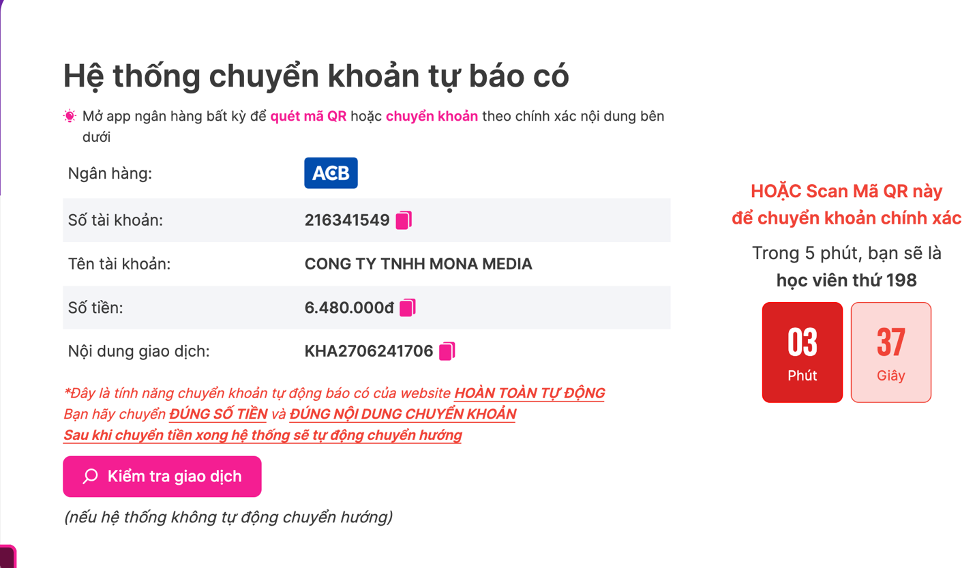 Hệ thống chuyển khoản tự báo có
Mở app ngân hàng bất kỳ để quét mã QR hoặc chuyển khoản theo chính xác nội dung bên
dưới
Ngân hàng:
ACB
Số tài khoản:
216341549
Tên tài khoản:
CONG TY TNHH MONA MEDIA
Số tiền:
6.480.000đ
Nội dung giao dịch:
KHA2706241706
*Đây là tính năng chuyển khoản tự động báo có của website HOÀN TOÀN TỰ ĐỘNG
Bạn hãy chuyển ĐÚNG SỐ TIỀN và ĐÚNG NỘI DUNG CHUYỂN KHOẢN
Sau khi chuyển tiền xong hệ thống sẽ tự động chuyển hướng
Kiểm tra giao dịch
(nếu hệ thống không tự động chuyển hướng)
HOẶC Scan Mã QR này
để chuyển khoản chính xác
Trong 5 phút, bạn sẽ là
học viên thứ 198
03
Phút
37
Giây